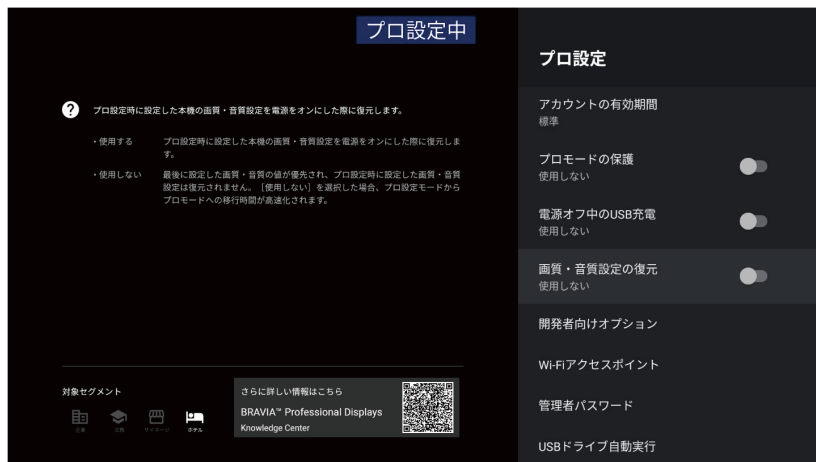 プロ設定中
プロ設定時に設定した本機の画質・音質設定を電源をオンにした際に復元します。
・使用する
プロ設定時に設定した本機の画質・音質設定を電源をオンにした際に復元しま
す。
・使用しない
最後に設定した画質・音質の値が優先され、プロ設定時に設定した画質・音質
設定は復元されません。［使用しない］を選択した場合、プロ設定モードから
プロモードへの移行時間が高速化されます。
対象セグメント
企業
文教
サイネージ
ホテル
さらに詳しい情報はこちら
BRAVIA™ Professional Displays
Knowledge Center
プロ設定
アカウントの有効期間
標準
プロモードの保護
使用しない
電源オフ中のUSB充電
使用しない
画質・音質設定の復元
使用しない
開発者向けオプション
Wi-Fiアクセスポイント
管理者パスワード
USBドライブ自動実行